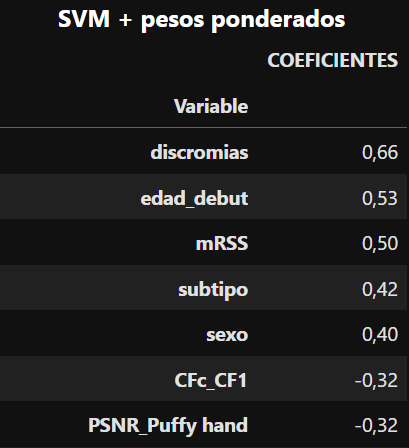 SVM + pesos ponderados
COEFICIENTES
Variable
discromias 0,66
edad_debut 0,53
mRSS 0,50
subtipo 0,42
sexo 0,40
CFc_CF1 -0,32
PSNR_Puffy hand -0,32